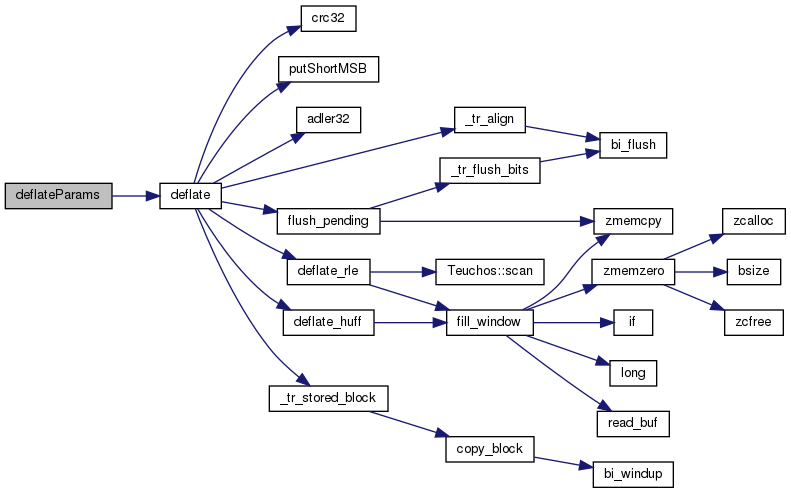 crc32
putShortMSB
adler32
_tr_align
bi_flush
_tr_flush_bits
deflateParams
deflate
flush_pending
zmemcpy
zcalloc
deflate_rle
Teuchos::scan
zmemzero
bsize
deflate_huff
fill_window
if
zcfree
long
_tr_stored_block
read_buf
copy_block
bi_windup